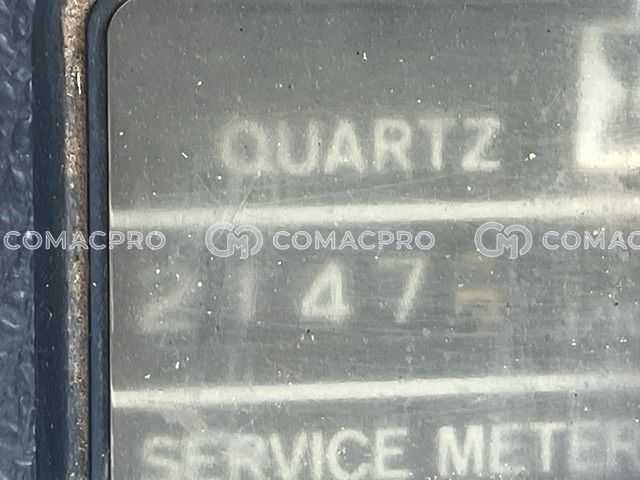 QUARTZ
COMACPRO COMACPRO COMAC
2147
SERVICE METER